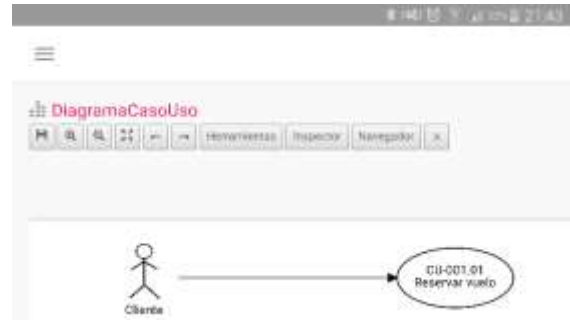 21:43
DiagramaCasoUso
Herramientas Inspector Navegador ×
CU-001.01
Reservar vuelo
Cliente